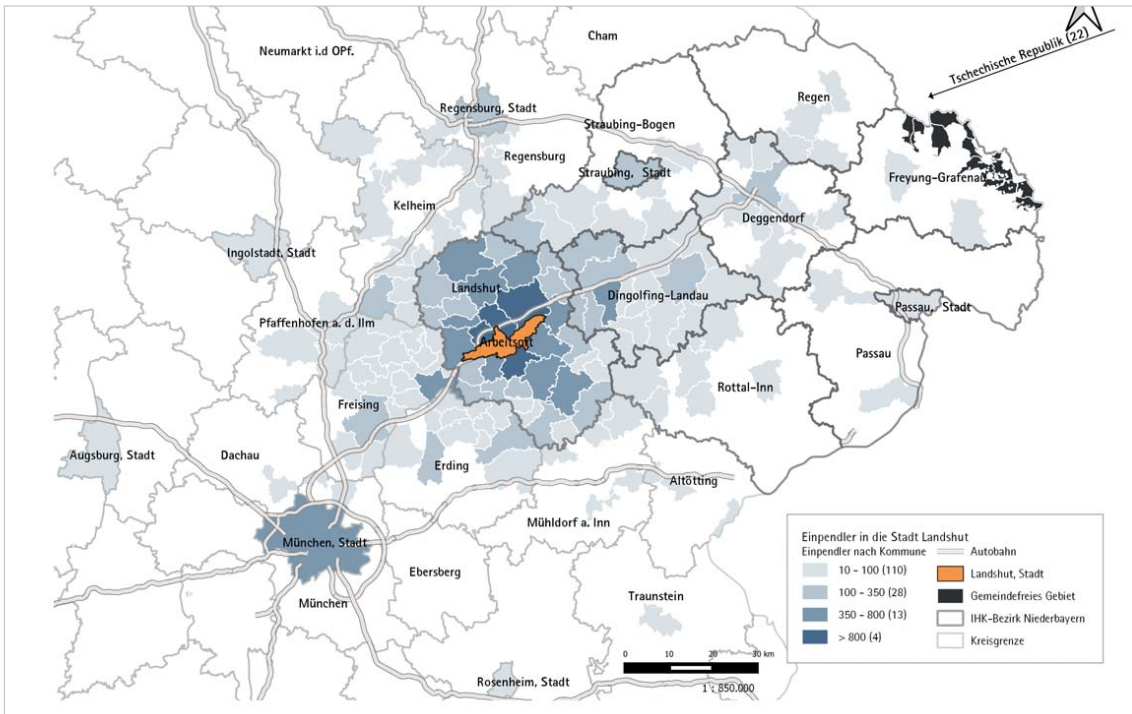 Cham
Neumarkt i.d OPf.
Tschechische Republik (22)
Regen
Regensburg, Stadt
Straubing-Bogen
Regensburg
Straubing, Stadt
Freyung-Grafenau
Kelheim
Deggendorf
Ingolstadt, Stadt
Landshut
Dingolfing-Landau
Passau, Stadt
Pfaffenhofen a. d. Ilm
Arbeitsort
Passau
Rottal-Inn
Freising
Augsburg, Stadt
Dachau
Erding
Altötting
Mühldorf a. Inn
München, Stadt
Ebersberg
München
Traunstein
Rosenheim, Stadt
0 10 20 30 km
1 : 850.000
Einpendler in die Stadt Landshut
Einpendler nach Kommune
10 - 100 (110)
100 - 350 (28)
350 - 800 (13)
> 800 (4)
Autobahn
Landshut, Stadt
Gemeindefreies Gebiet
IHK-Bezirk Niederbayern
Kreisgrenze